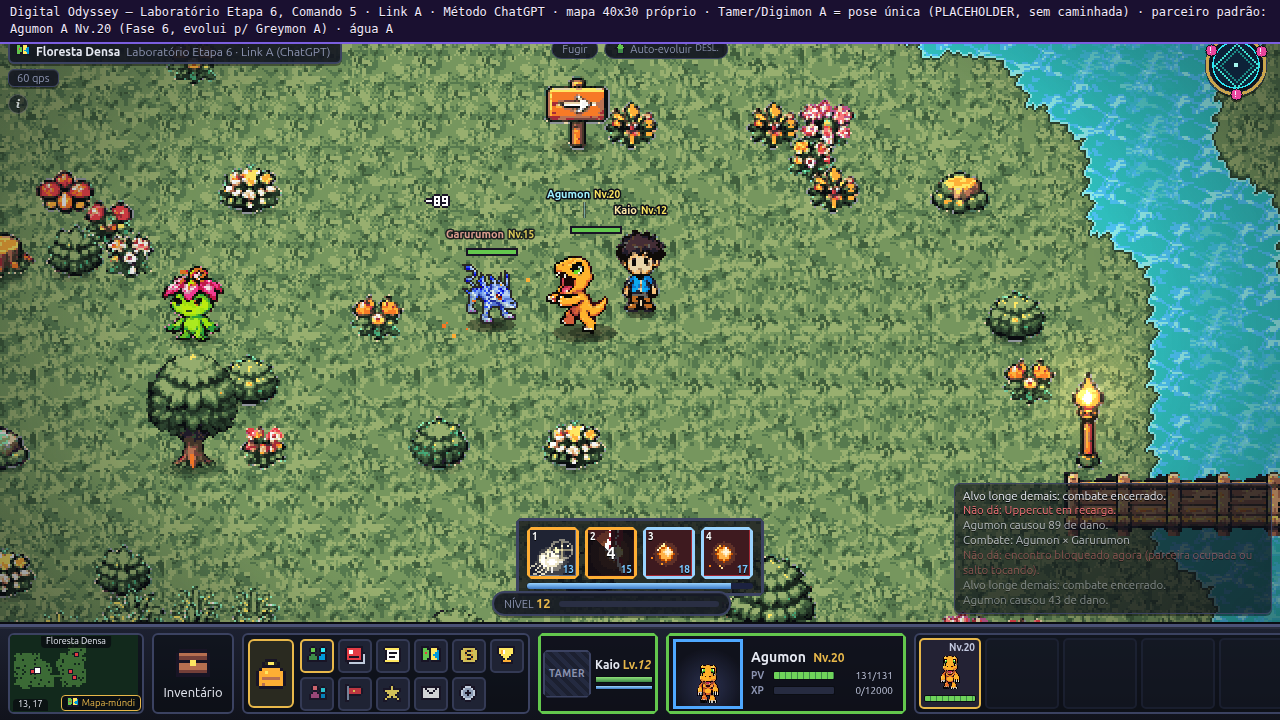 Digital Odyssey — Laboratório Etapa 6, Comando 5 · Link A · Método ChatGPT · mapa 40x30 próprio · Tamer/Digimon A = pose única (PLACEHOLDER, sem caminhada) · parceiro padrão:
Agumon A Nv.20 (Fase 6, evolui p/ Greymon A) · água A
Floresta Densa Laboratório Etapa 6 · Link A (ChatGPT)
Fugir
Auto-evoluir DESL.
60 qps
i
-89
Agumon Nv.20
Kaio Nv.12
Garurumon Nv.15
Alvo longe demais: combate encerrado.
Não dá: Uppercut em recarga.
Agumon causou 89 de dano.
Combate: Agumon × Garurumon
Não dá: encontro bloqueado agora (parceira ocupada ou
salto tocando).
Alvo longe demais: combate encerrado.
Agumon causou 43 de dano.
1 13
2 4 15
3 18
4 17
NÍVEL 12
Floresta Densa
13, 17
Mapa-múndi
Inventário
TAMER
Kaio Lv.12
Agumon Nv.20
PV 131/131
XP 0/12000
Nv.20